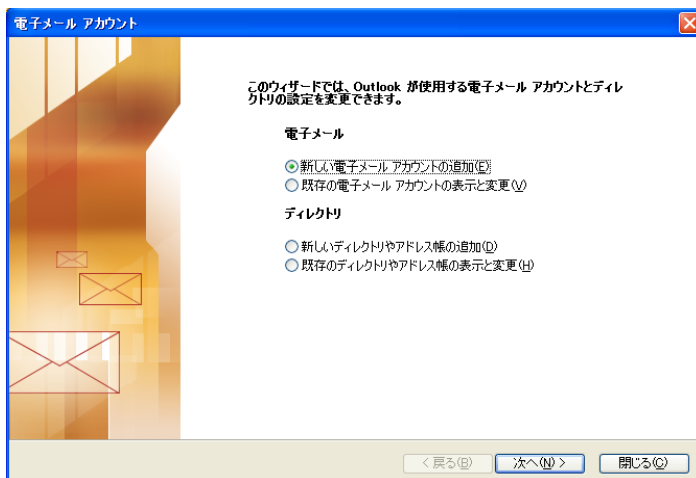 電子メール アカウント
このウィザードでは、Outlook が使用する電子メール アカウントとディレ
クトリの設定を変更できます。
電子メール
新しい電子メール アカウントの追加(E)
既存の電子メール アカウントの表示と変更(V)
ディレクトリ
新しいディレクトリやアドレス帳の追加(D)
既存のディレクトリやアドレス帳の表示と変更(H)
< 戻る(B)
次へ(N) >
閉じる(C)